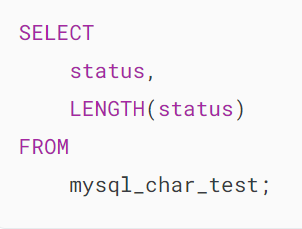 SELECT
status,
LENGTH(status)
FROM
mysql_char_test;